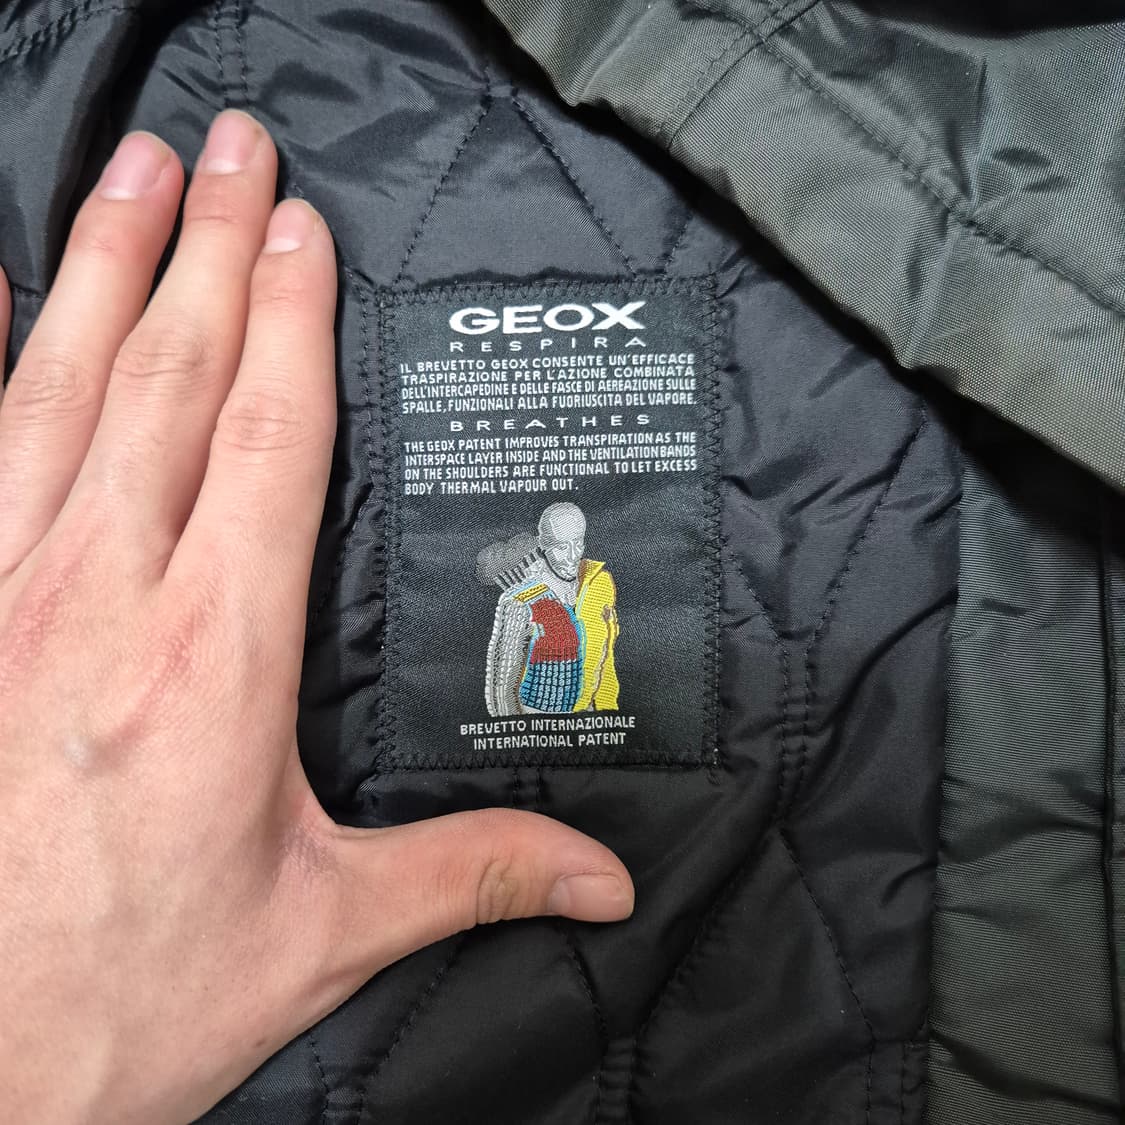 GEOX
RESPIRA
IL BREVETTO GEOX CONSENTE UN'EFFICACE
TRASPIRAZIONE PER L'AZIONE COMBINATA
DELL'INTERCAPEDINE E DELLE FASCE DI AEREAZIONE SULLE
SPALLE, FUNZIONALI ALLA FUORIUSCITA DEL VAPORE.
BREATHES
THE GEOX PATENT IMPROVES TRANSPIRATION AS THE
INTERSPACE LAYER INSIDE AND THE VENTILATION BANDS
ON THE SHOULDERS ARE FUNCTIONAL TO LET EXCESS
BODY THERMAL VAPOUR OUT.
BREVETTO INTERNAZIONALE
INTERNATIONAL PATENT